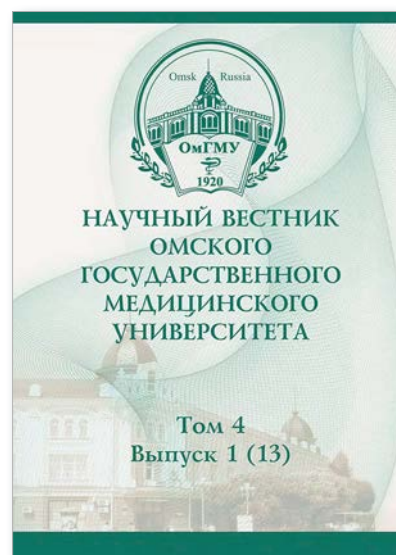 Omsk Russia
ОмГМУ
1920
НАУЧНЫЙ ВЕСТНИК
ОМСКОГО
ГОСУДАРСТВЕННОГО
МЕДИЦИНСКОГО
УНИВЕРСИТЕТА
Том 4
Выпуск 1 (13)